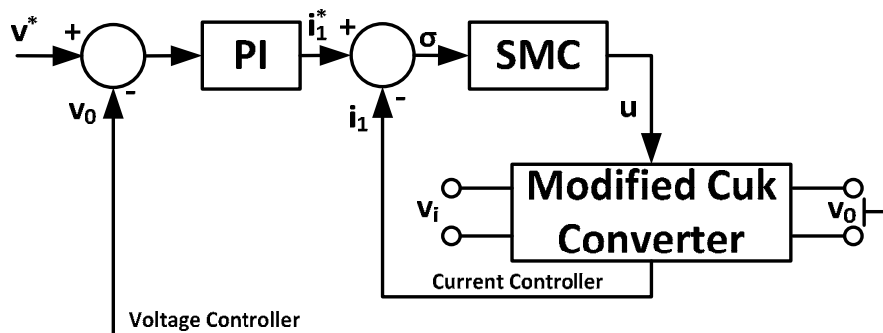 v* + - v₀
PI
i₁* + - i₁
σ
SMC
u
Modified Cuk
Converter
vᵢ
v₀
Current Controller
Voltage Controller